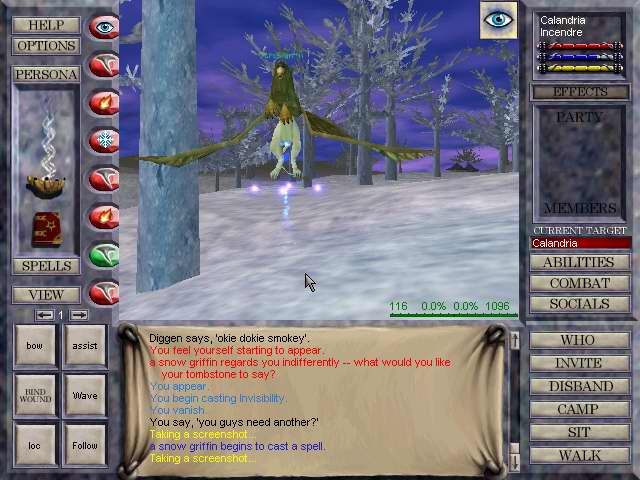 HELP
OPTIONS
PERSONA
SPELLS
VIEW
1
bow
assist
BIND WOUND
Wave
loc
Follow
116 0.0% 0.0% 1096
Diggen says, 'okie dokie smokey'.
You feel yourself starting to appear.
a snow griffin regards you indifferently -- what would you like
your tombstone to say?
You appear.
You begin casting Invisibility.
You vanish.
You say, 'you guys need another?'
Taking a screenshot...
a snow griffin begins to cast a spell.
Taking a screenshot...
Calandria
Incendre
EFFECTS
PARTY
MEMBERS
CURRENT TARGET
Calandria
ABILITIES
COMBAT
SOCIALS
WHO
INVITE
DISBAND
CAMP
SIT
WALK